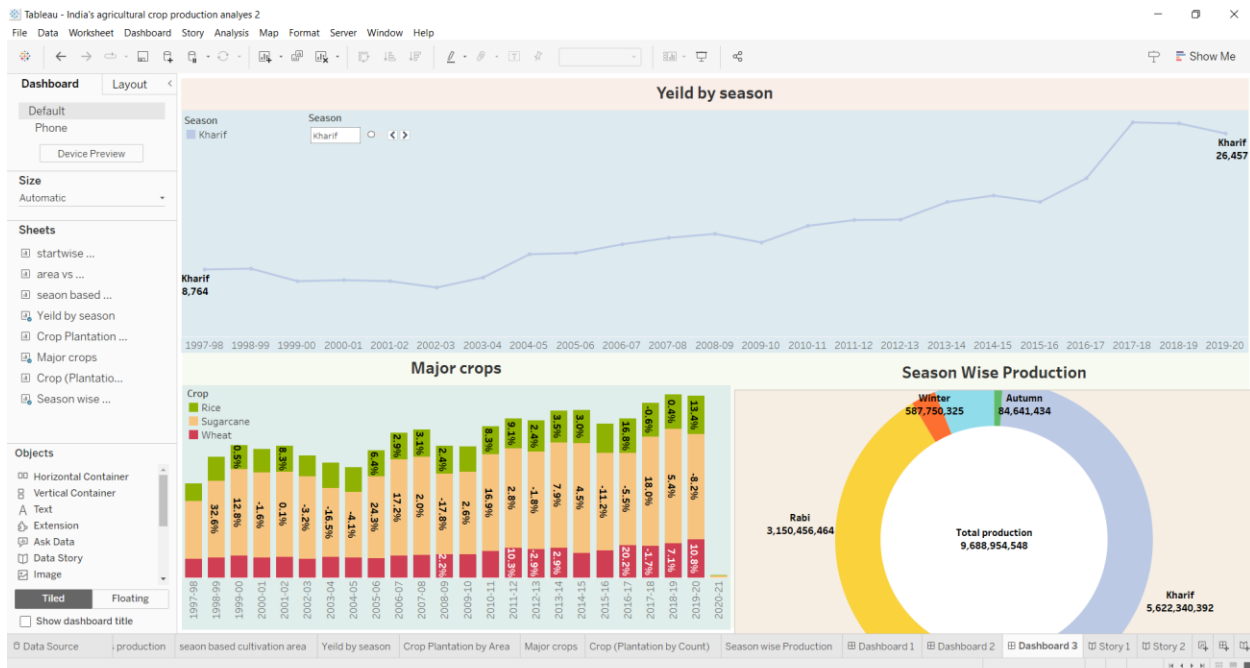 Tableau - India's agricultural crop production analyes 2
File Data Worksheet Dashboard Story Analysis Map Format Server Window Help
Show Me
Dashboard Layout
Default
Phone
Device Preview
Size
Automatic
Sheets
startwise ...
area vs ...
seaon based ...
Yeild by season
Crop Plantation ...
Major crops
Crop (Plantatio...
Season wise ...
Objects
Horizontal Container
Vertical Container
Text
Extension
Ask Data
Data Story
Image
Tiled Floating
Show dashboard title
Yeild by season
Season
Kharif
Season
Kharif
Kharif
26,457
Kharif
8,764
1997-98 1998-99 1999-00 2000-01 2001-02 2002-03 2003-04 2004-05 2005-06 2006-07 2007-08 2008-09 2009-10 2010-11 2011-12 2012-13 2013-14 2014-15 2015-16 2016-17 2017-18 2018-19 2019-20
Major crops
Crop
Rice
Sugarcane
Wheat
0.5% 8.3% 6.4% 2.9% 3.1% 2.4% 8.3% 9.1% 2.4% 3.5% 3.0% 16.8% -0.6% 0.4% 13.4%
32.6% 12.8% -1.6% 0.1% -3.2% -16.5% -4.1% 24.3% 17.2% 2.0% -17.8% 2.6% 16.9% 2.8% -1.8% 7.9% 4.5% -11.2% -5.5% 18.0% 5.4% -8.2%
2.2% 10.3% -2.9% 2.9% 20.2% -1.7% 7.1% 10.8%
1997-98 1998-99 1999-00 2000-01 2001-02 2002-03 2003-04 2004-05 2005-06 2006-07 2007-08 2008-09 2009-10 2010-11 2011-12 2012-13 2013-14 2014-15 2015-16 2016-17 2017-18 2018-19 2019-20 2020-21
Season Wise Production
Winter
587,750,325
Autumn
84,641,434
Rabi
3,150,456,464
Total production
9,688,954,548
Kharif
5,622,340,392
Data Source production seaon based cultivation area Yeild by season Crop Plantation by Area Major crops Crop (Plantation by Count) Season wise Production Dashboard 1 Dashboard 2 Dashboard 3 Story 1 Story 2